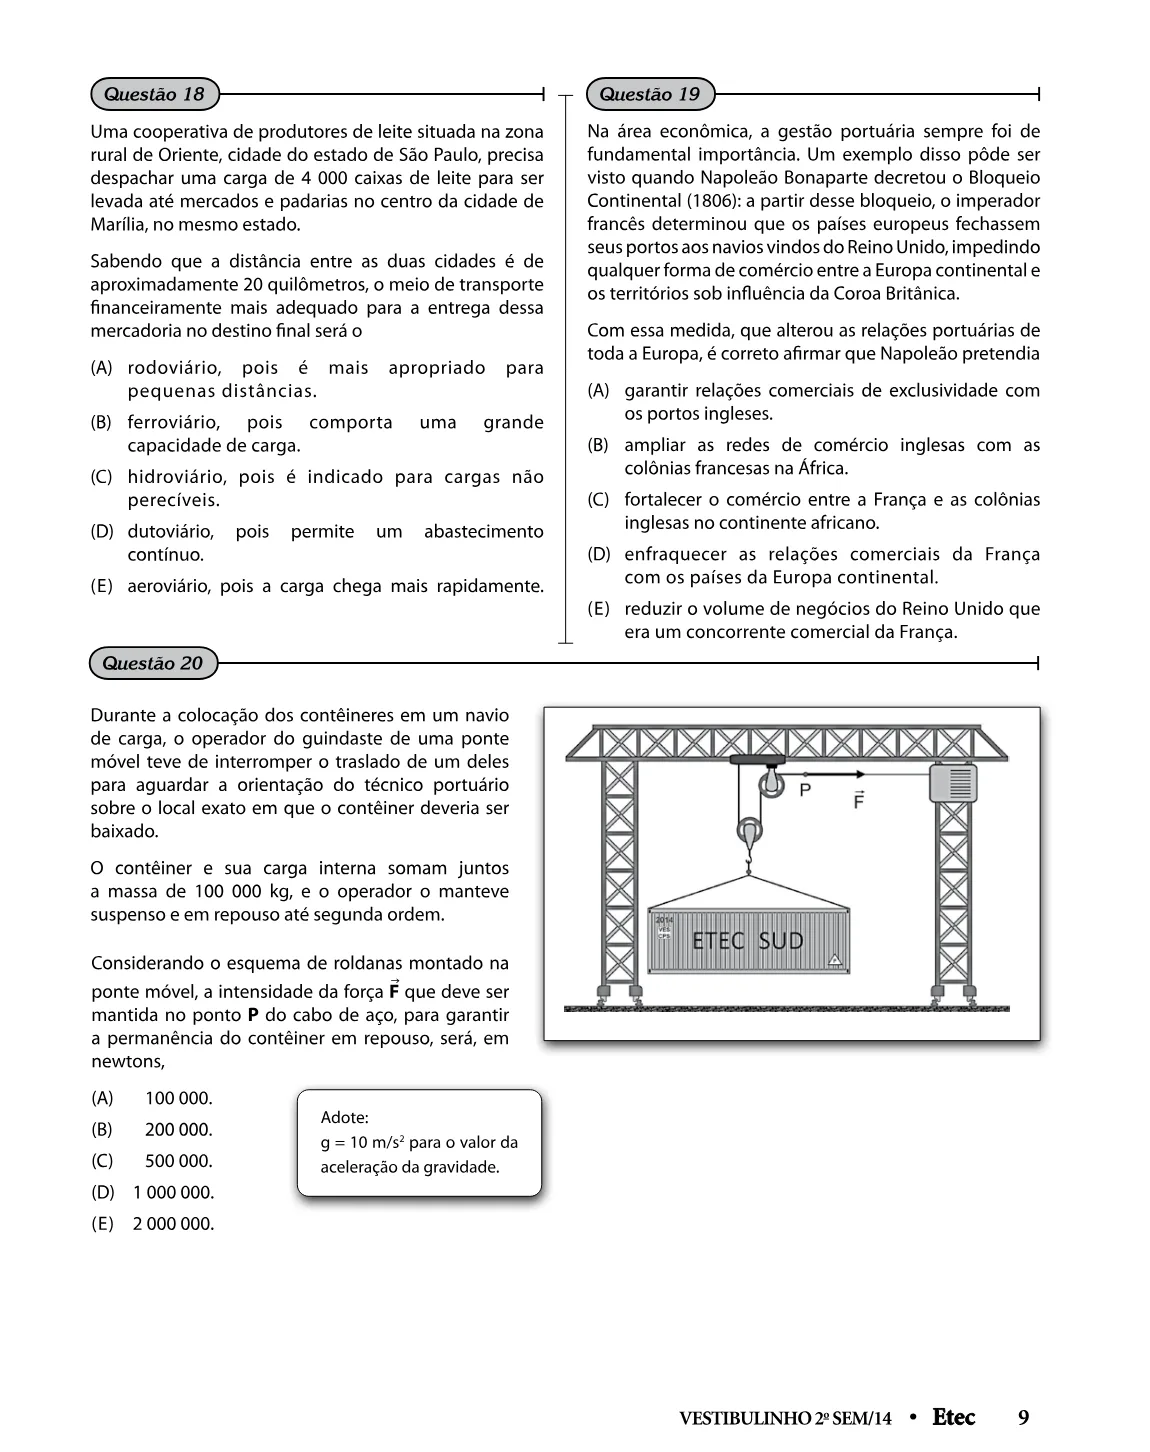 Questão 18
Uma cooperativa de produtores de leite situada na zona
rural de Oriente, cidade do estado de São Paulo, precisa
despachar uma carga de 4 000 caixas de leite para ser
levada até mercados e padarias no centro da cidade de
Marília, no mesmo estado.
Sabendo que a distância entre as duas cidades é de
aproximadamente 20 quilômetros, o meio de transporte
financeiramente mais adequado para a entrega dessa
mercadoria no destino final será o
(A) rodoviário, pois é mais apropriado para
pequenas distâncias.
(B) ferroviário, pois comporta uma grande
capacidade de carga.
(C) hidroviário, pois é indicado para cargas não
perecíveis.
(D) dutoviário, pois permite um abastecimento
contínuo.
(E) aeroviário, pois a carga chega mais rapidamente.
Questão 19
Na área econômica, a gestão portuária sempre foi de
fundamental importância. Um exemplo disso pôde ser
visto quando Napoleão Bonaparte decretou o Bloqueio
Continental (1806): a partir desse bloqueio, o imperador
francês determinou que os países europeus fechassem
seus portos aos navios vindos do Reino Unido, impedindo
qualquer forma de comércio entre a Europa continental e
os territórios sob influência da Coroa Britânica.
Com essa medida, que alterou as relações portuárias de
toda a Europa, é correto afirmar que Napoleão pretendia
(A) garantir relações comerciais de exclusividade com
os portos ingleses.
(B) ampliar as redes de comércio inglesas com as
colônias francesas na África.
(C) fortalecer o comércio entre a França e as colônias
inglesas no continente africano.
(D) enfraquecer as relações comerciais da França
com os países da Europa continental.
(E) reduzir o volume de negócios do Reino Unido que
era um concorrente comercial da França.
Questão 20
Durante a colocação dos contêineres em um navio
de carga, o operador do guindaste de uma ponte
móvel teve de interromper o traslado de um deles
para aguardar a orientação do técnico portuário
sobre o local exato em que o contêiner deveria ser
baixado.
O contêiner e sua carga interna somam juntos
a massa de 100 000 kg, e o operador o manteve
suspenso e em repouso até segunda ordem.
Considerando o esquema de roldanas montado na
ponte móvel, a intensidade da força F⃗ que deve ser
mantida no ponto P do cabo de aço, para garantir
a permanência do contêiner em repouso, será, em
newtons,
(A) 100 000.
(B) 200 000.
(C) 500 000.
(D) 1 000 000.
(E) 2 000 000.
Adote:
g = 10 m/s² para o valor da
aceleração da gravidade.
P
F⃗
2014
VES
CPS
ETEC SUD
VESTIBULINHO 2º SEM/14 • Etec 9